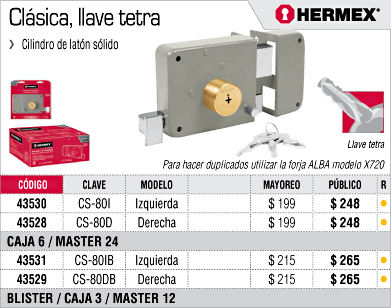 Clásica, llave tetra
HERMEX®
❯ Cilindro de latón sólido
HERMEX
Llave tetra
Para hacer duplicados utilizar la forja ALBA modelo X720
CÓDIGO CLAVE MODELO MAYOREO PÚBLICO R
43530 CS-80I Izquierda $ 199 $ 248 ●
43528 CS-80D Derecha $ 199 $ 248 ●
CAJA 6 / MASTER 24
43531 CS-80IB Izquierda $ 215 $ 265 ●
43529 CS-80DB Derecha $ 215 $ 265 ●
BLISTER / CAJA 3 / MASTER 12